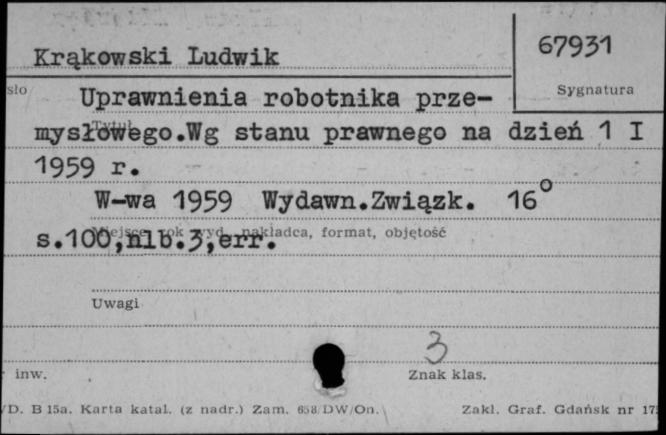 Krąkowski Ludwik
67931
sło
Sygnatura
Uprawnienia robotnika prze-
Tytuł
mysłowego.Wg stanu prawnego na dzień 1 I
1959 r.
W-wa 1959 Wydawn.Związk. 16°
Miejsce, rok wyd., nakładca, format, objętość
s.100,nlb.3,err.
Uwagi
3
inw.
Znak klas.
/D. B 15a. Karta katal. (z nadr.) Zam. 658/DW/On.
Zakł. Graf. Gdańsk nr